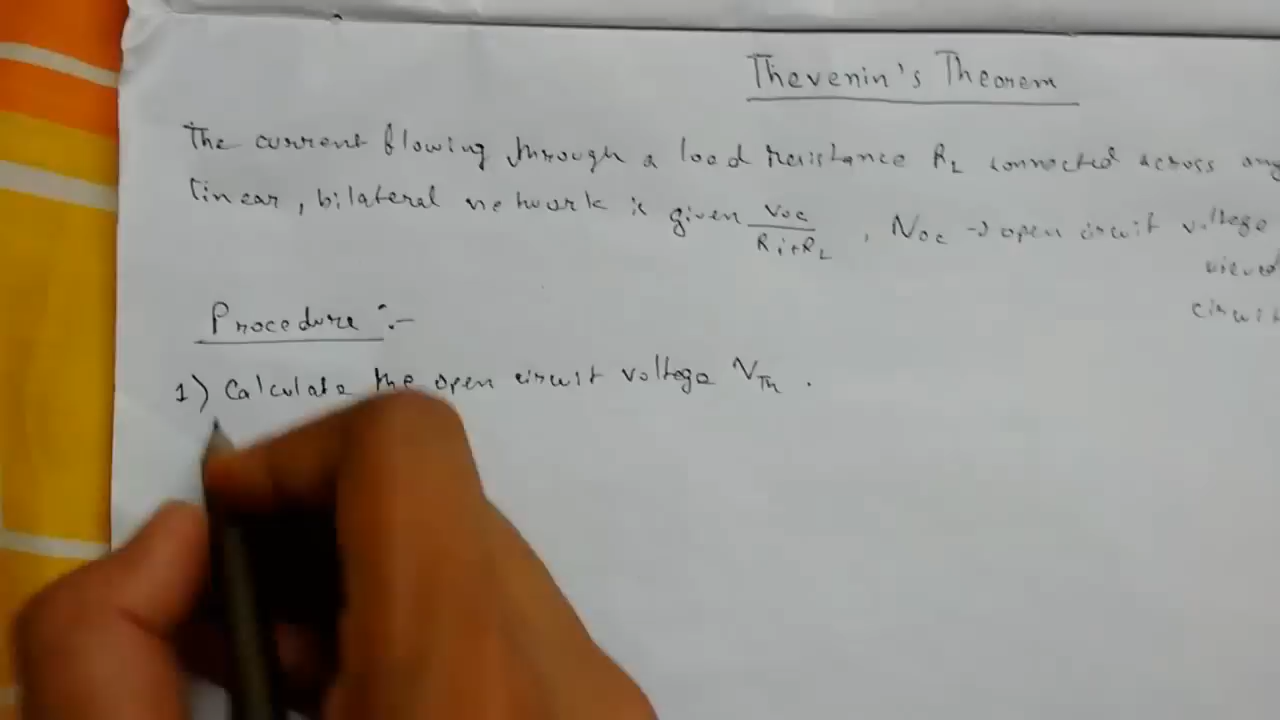 Thevenin's Theorem
The current flowing through a load resistance RL connected across any
linear, bilateral network is given Voc / Ri+RL , Voc → open circuit voltage
viewed
circuit
Procedure :-
1) Calculate the open circuit voltage VTh .